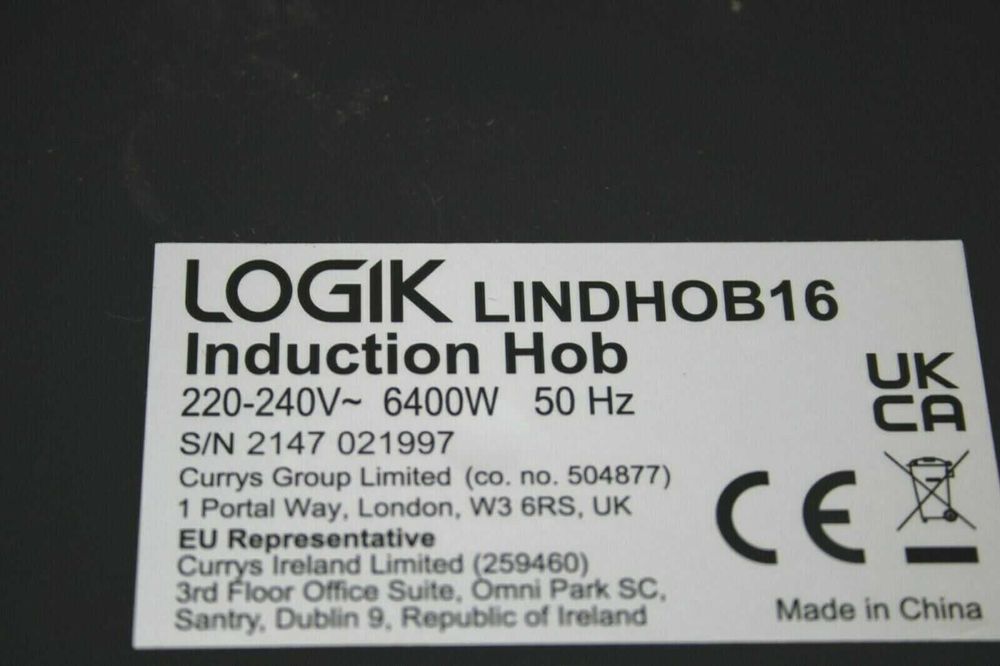 LOGIK LINDHOB16
Induction Hob
220-240V~ 6400W 50 Hz
S/N 2147 021997
Currys Group Limited (co. no. 504877)
1 Portal Way, London, W3 6RS, UK
EU Representative
Currys Ireland Limited (259460)
3rd Floor Office Suite, Omni Park SC,
Santry, Dublin 9, Republic of Ireland
UK
CA
CE
Made in China